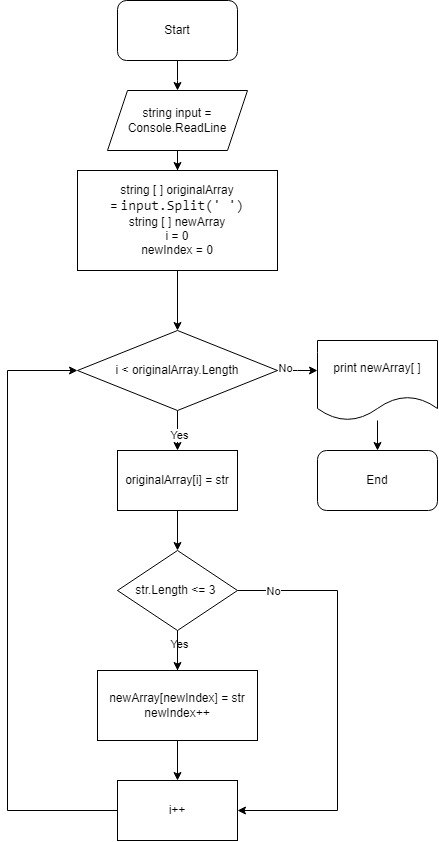 Start
string input =
Console.ReadLine
string [ ] originalArray
= input.Split(' ')
string [ ] newArray
i = 0
newIndex = 0
i < originalArray.Length
No
print newArray[ ]
Yes
End
originalArray[i] = str
str.Length <= 3
No
Yes
newArray[newIndex] = str
newIndex++
i++